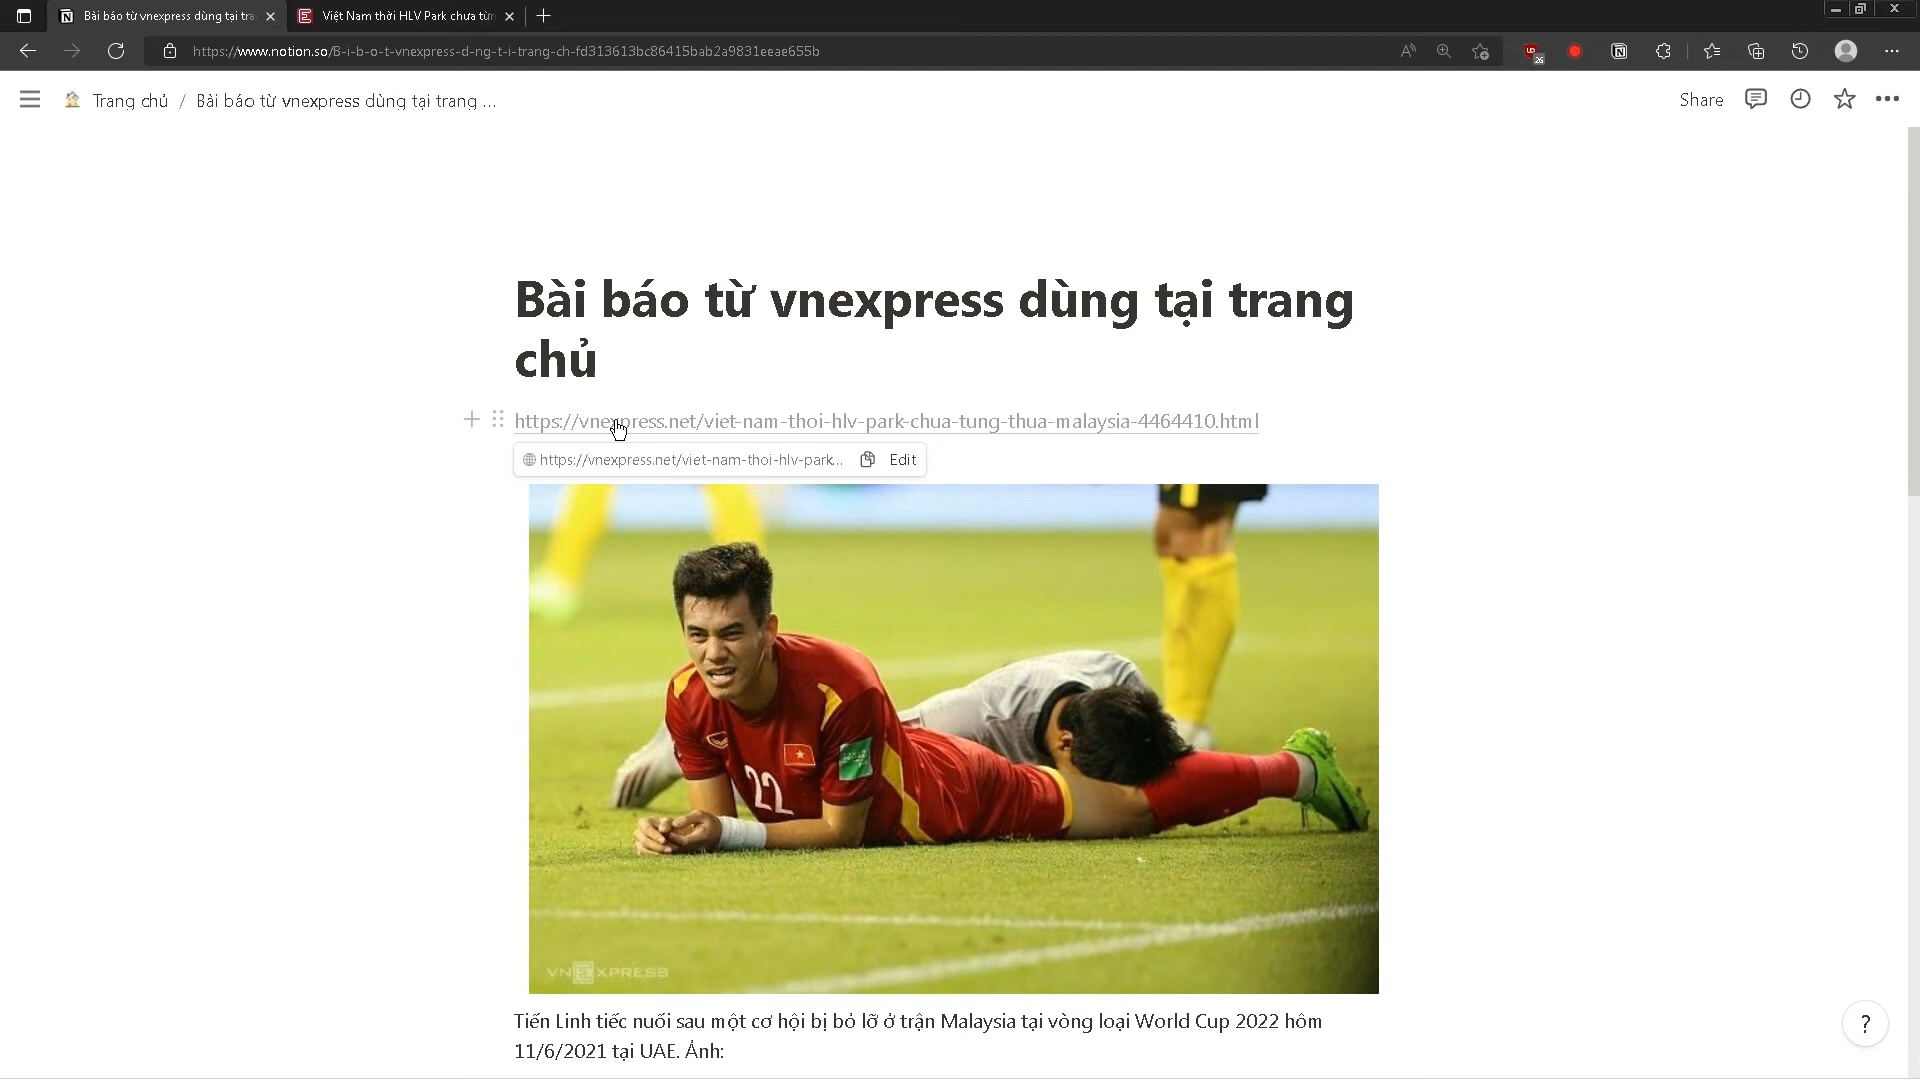 Bài báo từ vnexpress dùng tại tra
Việt Nam thời HLV Park chưa từn
https://www.notion.so/B-i-b-o-t-vnexpress-d-ng-t-i-trang-ch-fd313613bc86415bab2a9831eeae655b
26
Trang chủ / Bài báo từ vnexpress dùng tại trang ...
Share
Bài báo từ vnexpress dùng tại trang
chủ
https://vnexpress.net/viet-nam-thoi-hlv-park-chua-tung-thua-malaysia-4464410.html
https://vnexpress.net/viet-nam-thoi-hlv-park... Edit
22
VNEXPRESS
Tiến Linh tiếc nuối sau một cơ hội bị bỏ lỡ ở trận Malaysia tại vòng loại World Cup 2022 hôm
11/6/2021 tại UAE. Ảnh:
?